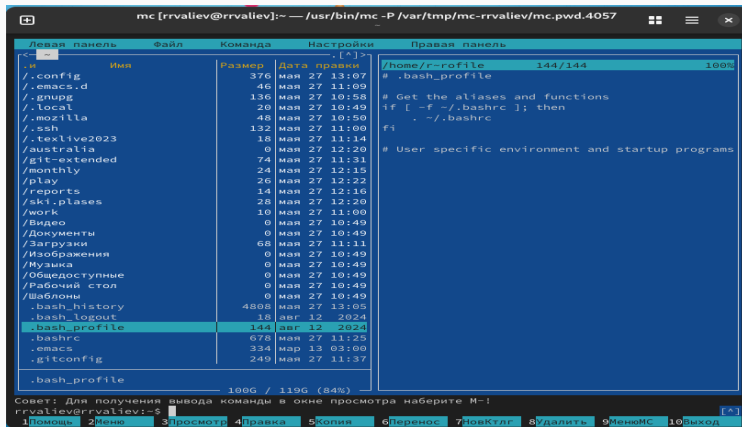 mc [rrvaliev@rrvaliev]:~ — /usr/bin/mc -P /var/tmp/mc-rrvaliev/mc.pwd.4057
Левая панель Файл Команда Настройки Правая панель
<- ~ .[^]>
.и Имя Размер Дата правки
/.config 376 мая 27 13:07
/.emacs.d 46 мая 27 11:09
/.gnupg 136 мая 27 10:58
/.local 20 мая 27 10:49
/.mozilla 48 мая 27 10:50
/.ssh 132 мая 27 11:00
/.texlive2023 18 мая 27 11:14
/australia 0 мая 27 12:20
/git-extended 74 мая 27 11:31
/monthly 24 мая 27 12:15
/play 26 мая 27 12:22
/reports 14 мая 27 12:16
/ski.plases 28 мая 27 12:20
/work 10 мая 27 11:00
/Видео 0 мая 27 10:49
/Документы 0 мая 27 10:49
/Загрузки 68 мая 27 11:11
/Изображения 0 мая 27 10:49
/Музыка 0 мая 27 10:49
/Общедоступные 0 мая 27 10:49
/Рабочий стол 0 мая 27 10:49
/Шаблоны 0 мая 27 10:49
.bash_history 4808 мая 27 13:05
.bash_logout 18 авг 12 2024
.bash_profile 144 авг 12 2024
.bashrc 678 мая 27 11:25
.emacs 334 мар 13 03:00
.gitconfig 249 мая 27 11:37
.bash_profile
100G / 119G (84%)
/home/r~rofile 144/144 100%
# .bash_profile
# Get the aliases and functions
if [ -f ~/.bashrc ]; then
. ~/.bashrc
fi
# User specific environment and startup programs
Совет: Для получения вывода команды в окне просмотра наберите M-!
rrvaliev@rrvaliev:~$ [^]
1Помощь 2Меню 3Просмотр 4Правка 5Копия 6Перенос 7НовКтлг 8Удалить 9МенюMC 10Выход